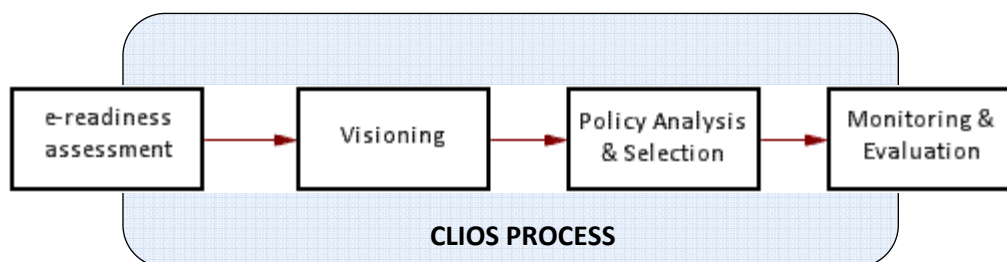 e-readiness
assessment
Visioning
Policy Analysis
& Selection
Monitoring &
Evaluation
CLIOS PROCESS